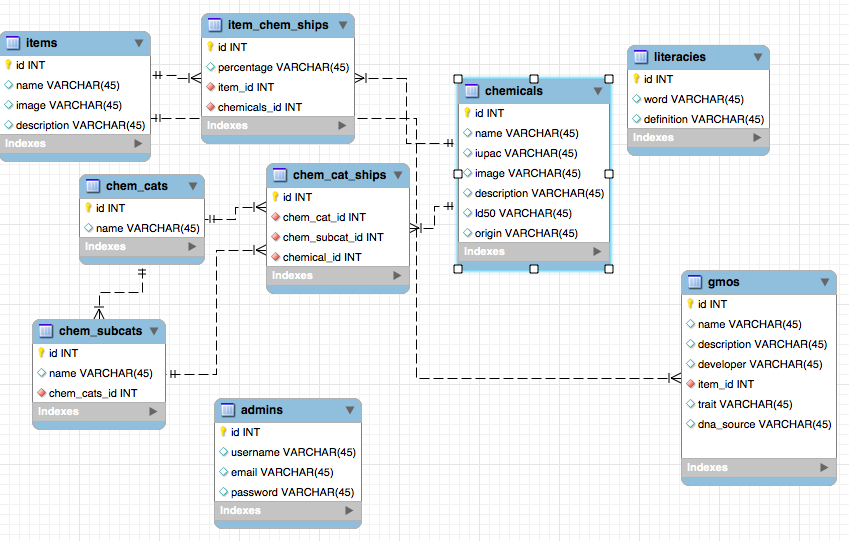 items
id INT
name VARCHAR(45)
image VARCHAR(45)
description VARCHAR(45)
Indexes
item_chem_ships
id INT
percentage VARCHAR(45)
item_id INT
chemicals_id INT
Indexes
chemicals
id INT
name VARCHAR(45)
iupac VARCHAR(45)
image VARCHAR(45)
description VARCHAR(45)
ld50 VARCHAR(45)
origin VARCHAR(45)
Indexes
literacies
id INT
word VARCHAR(45)
definition VARCHAR(45)
Indexes
chem_cats
id INT
name VARCHAR(45)
Indexes
chem_cat_ships
id INT
chem_cat_id INT
chem_subcat_id INT
chemical_id INT
Indexes
chem_subcats
id INT
name VARCHAR(45)
chem_cats_id INT
Indexes
gmos
id INT
name VARCHAR(45)
description VARCHAR(45)
developer VARCHAR(45)
item_id INT
trait VARCHAR(45)
dna_source VARCHAR(45)
Indexes
admins
id INT
username VARCHAR(45)
email VARCHAR(45)
password VARCHAR(45)
Indexes